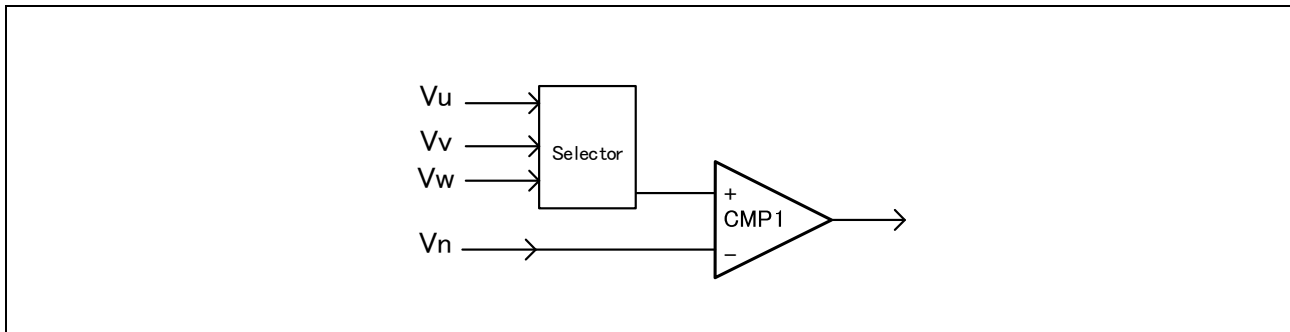 Vu
Vv
Selector
Vw
+
CMP1
Vn
−